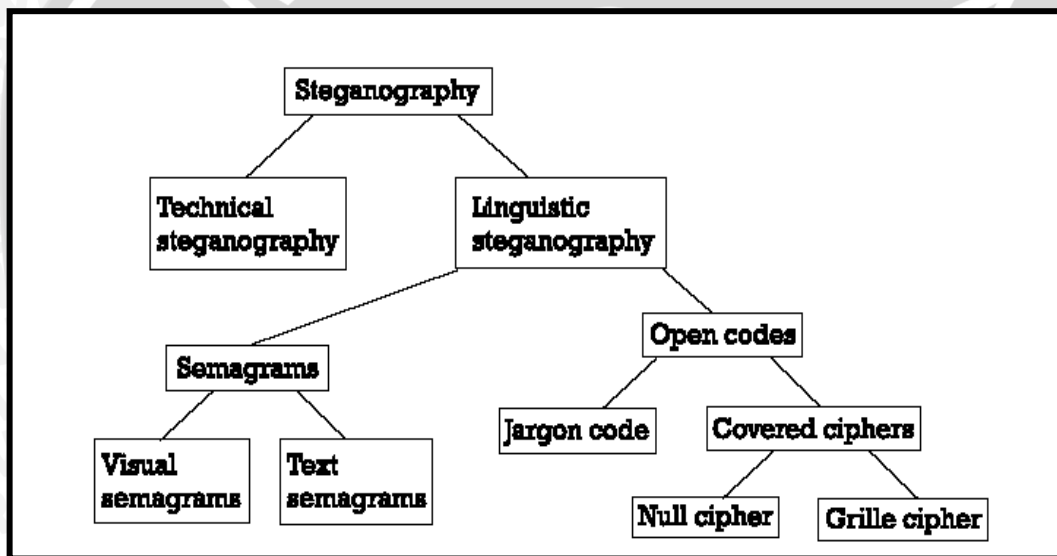 Steganography
Technical
steganography
Linguistic
steganography
Semagrams
Open codes
Visual
semagrams
Text
semagrams
Jargon code
Covered ciphers
Null cipher
Grille cipher